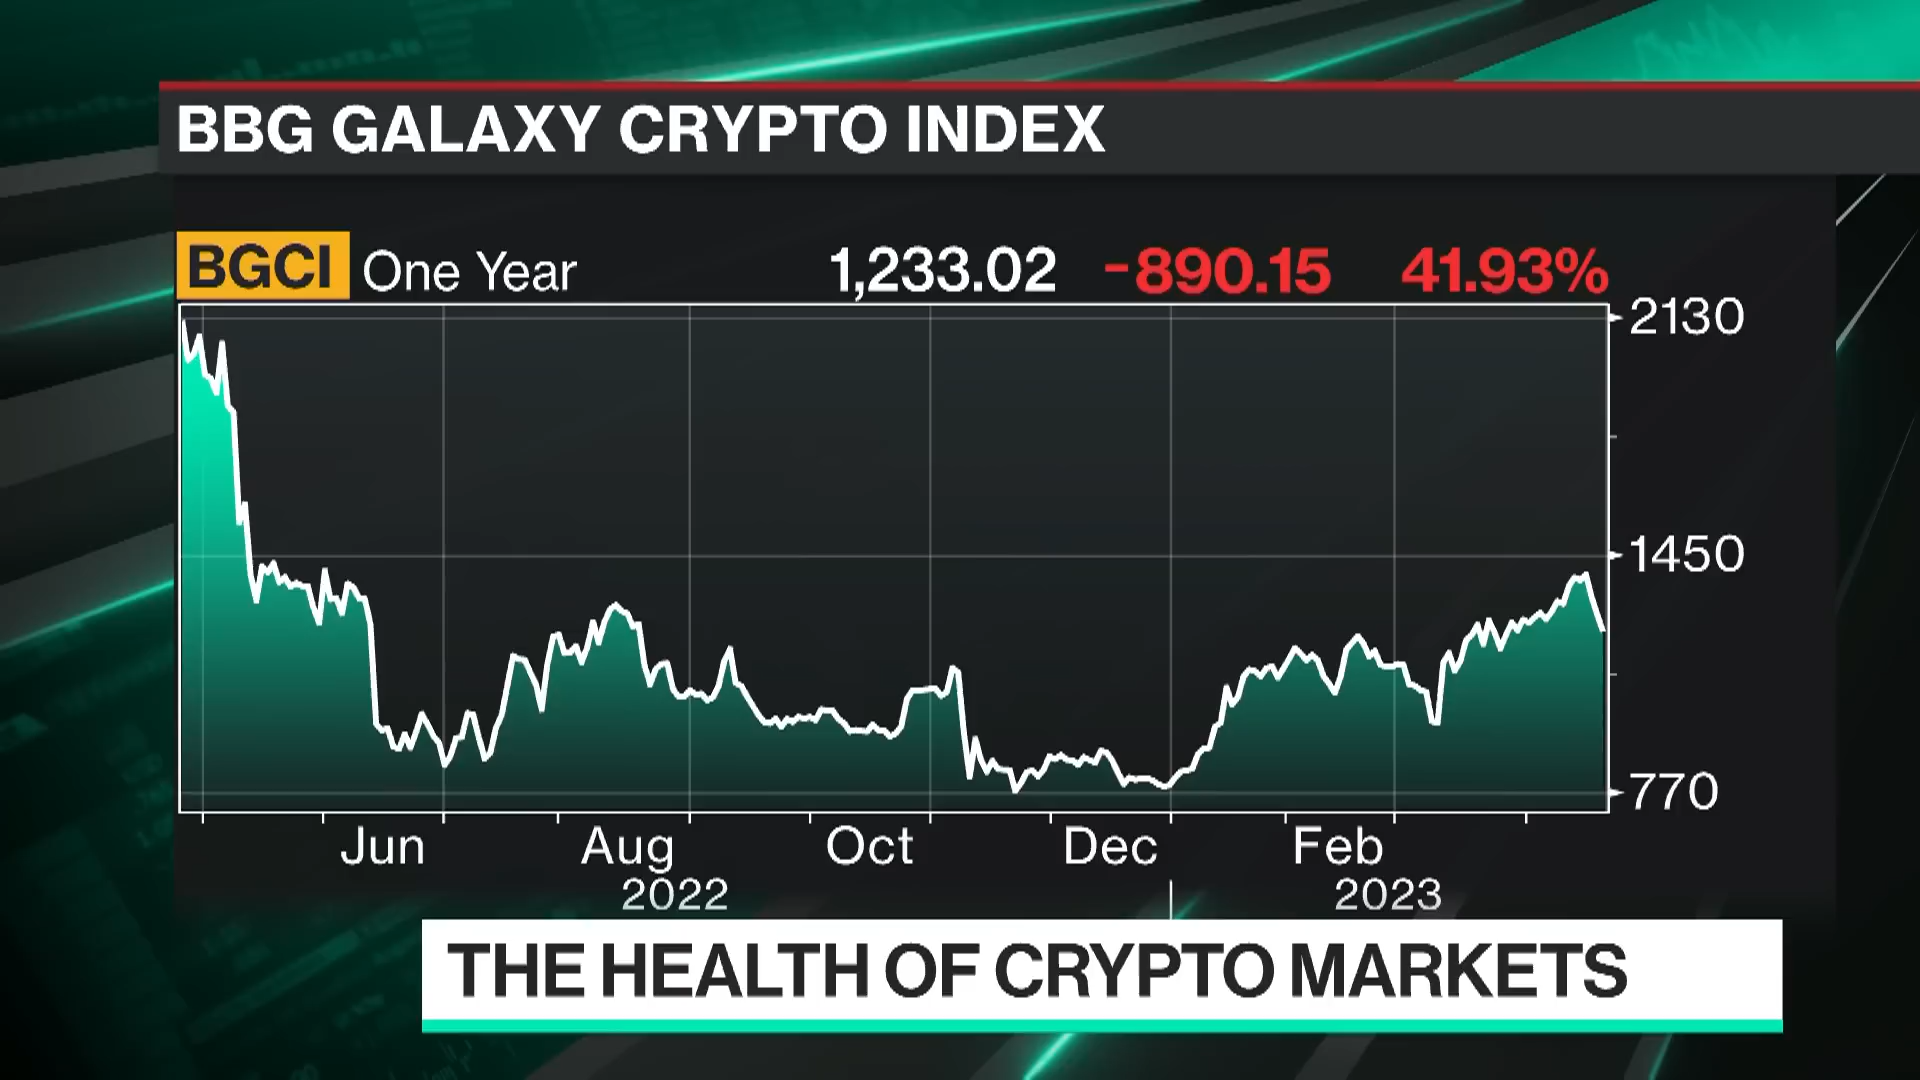 BBG GALAXY CRYPTO INDEX
BGCI One Year 1,233.02 -890.15 41.93%
2130
1450
770
Jun Aug Oct Dec Feb
2022 2023
THE HEALTH OF CRYPTO MARKETS